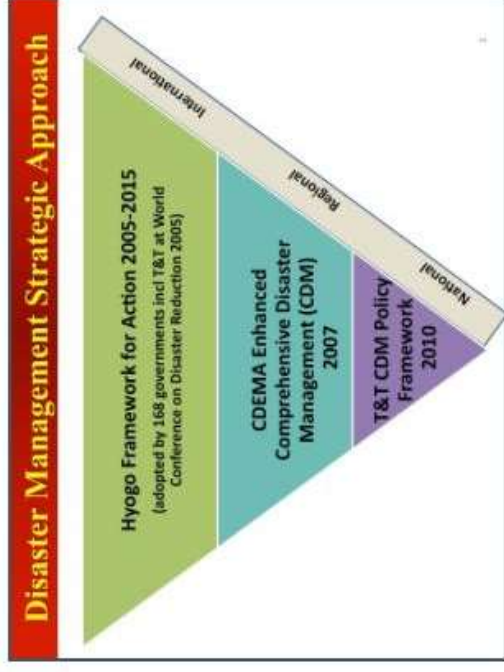 Disaster Management Strategic Approach
Hyogo Framework for Action 2005-2015
(adopted by 168 governments incl T&T at World
Conference on Disaster Reduction 2005)
International
CDEMA Enhanced
Comprehensive Disaster
Management (CDM)
2007
Regional
T&T CDM Policy
Framework
2010
National